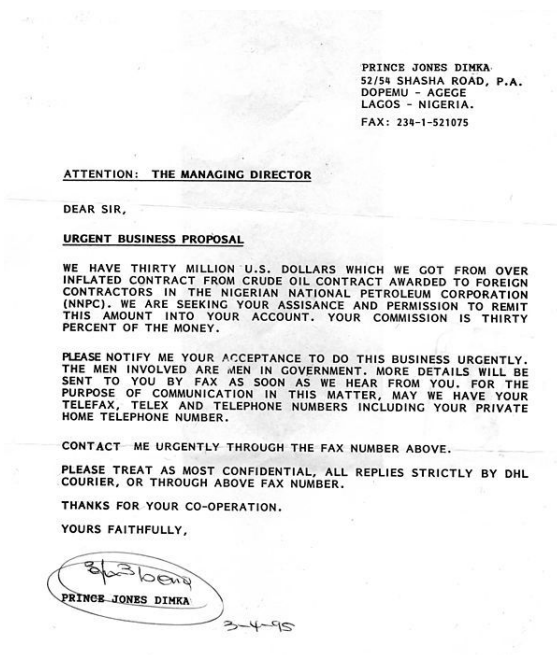 PRINCE JONES DIMKA
52/54 SHASHA ROAD, P.A.
DOPEMU - AGEGE
LAGOS - NIGERIA.
FAX: 234-1-521075
ATTENTION: THE MANAGING DIRECTOR
DEAR SIR,
URGENT BUSINESS PROPOSAL
WE HAVE THIRTY MILLION U.S. DOLLARS WHICH WE GOT FROM OVER
INFLATED CONTRACT FROM CRUDE OIL CONTRACT AWARDED TO FOREIGN
CONTRACTORS IN THE NIGERIAN NATIONAL PETROLEUM CORPORATION
(NNPC). WE ARE SEEKING YOUR ASSISANCE AND PERMISSION TO REMIT
THIS AMOUNT INTO YOUR ACCOUNT. YOUR COMMISSION IS THIRTY
PERCENT OF THE MONEY.
PLEASE NOTIFY ME YOUR ACCEPTANCE TO DO THIS BUSINESS URGENTLY.
THE MEN INVOLVED ARE MEN IN GOVERNMENT. MORE DETAILS WILL BE
SENT TO YOU BY FAX AS SOON AS WE HEAR FROM YOU. FOR THE
PURPOSE OF COMMUNICATION IN THIS MATTER, MAY WE HAVE YOUR
TELEFAX, TELEX AND TELEPHONE NUMBERS INCLUDING YOUR PRIVATE
HOME TELEPHONE NUMBER.
CONTACT ME URGENTLY THROUGH THE FAX NUMBER ABOVE.
PLEASE TREAT AS MOST CONFIDENTIAL, ALL REPLIES STRICTLY BY DHL
COURIER, OR THROUGH ABOVE FAX NUMBER.
THANKS FOR YOUR CO-OPERATION.
YOURS FAITHFULLY,
PRINCE JONES DIMKA
3-4-95